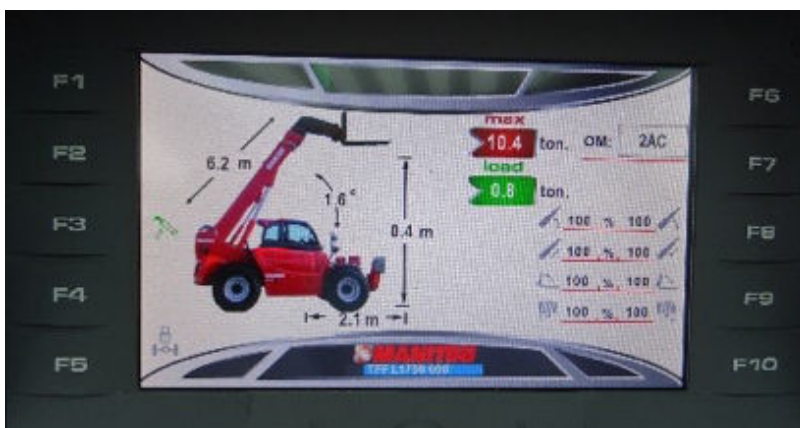 F1
F2
F3
F4
F5
max
10.4 ton. OM: 2AC
load
0.8 ton.
6.2 m
1.6°
0.4 m
2.1 m
100 % 100
100 % 100
100 % 100
100 % 100
MANITOU
F6
F7
F8
F9
F10